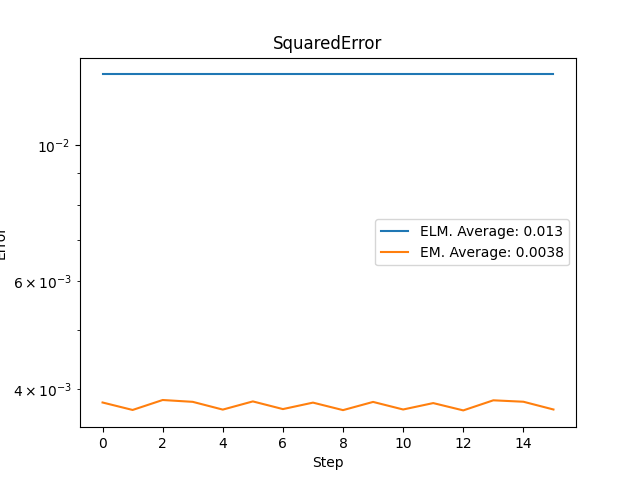 SquaredError
10⁻²
6 × 10⁻³
4 × 10⁻³
Error
ELM. Average: 0.013
EM. Average: 0.0038
0 2 4 6 8 10 12 14
Step